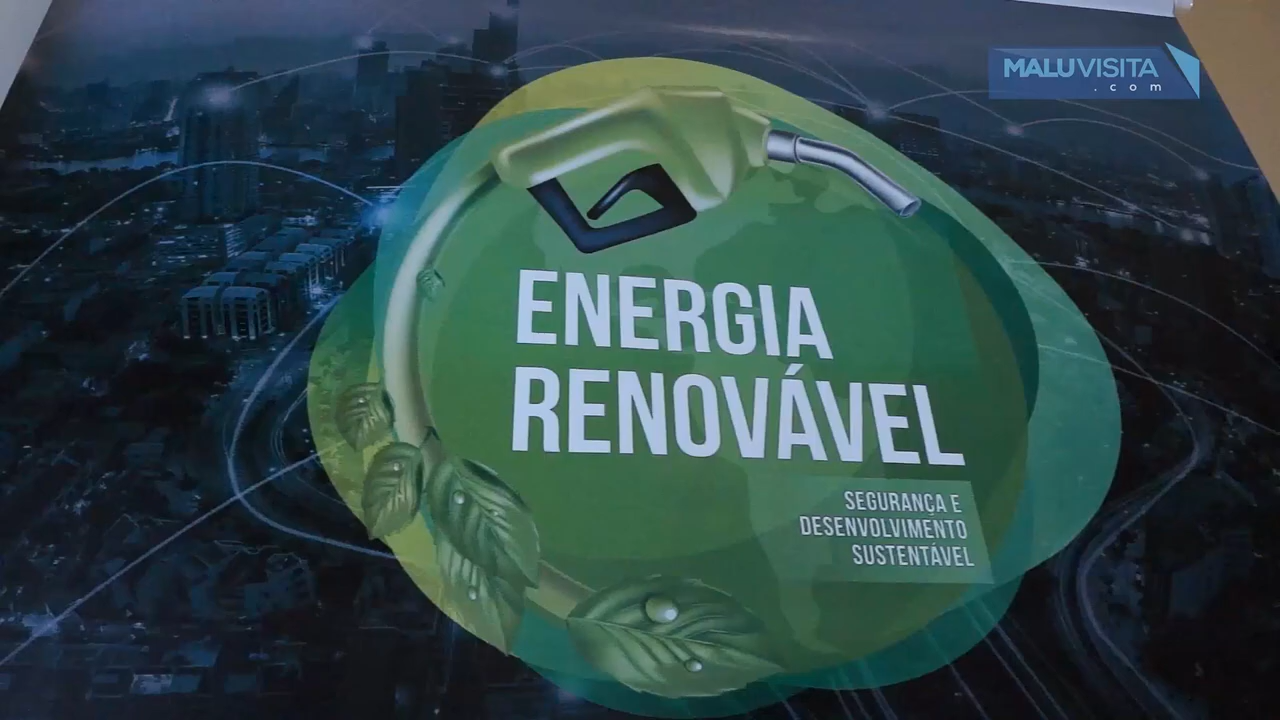 MALUVISITA
.com
ENERGIA
RENOVÁVEL
SEGURANÇA E
DESENVOLVIMENTO
SUSTENTÁVEL